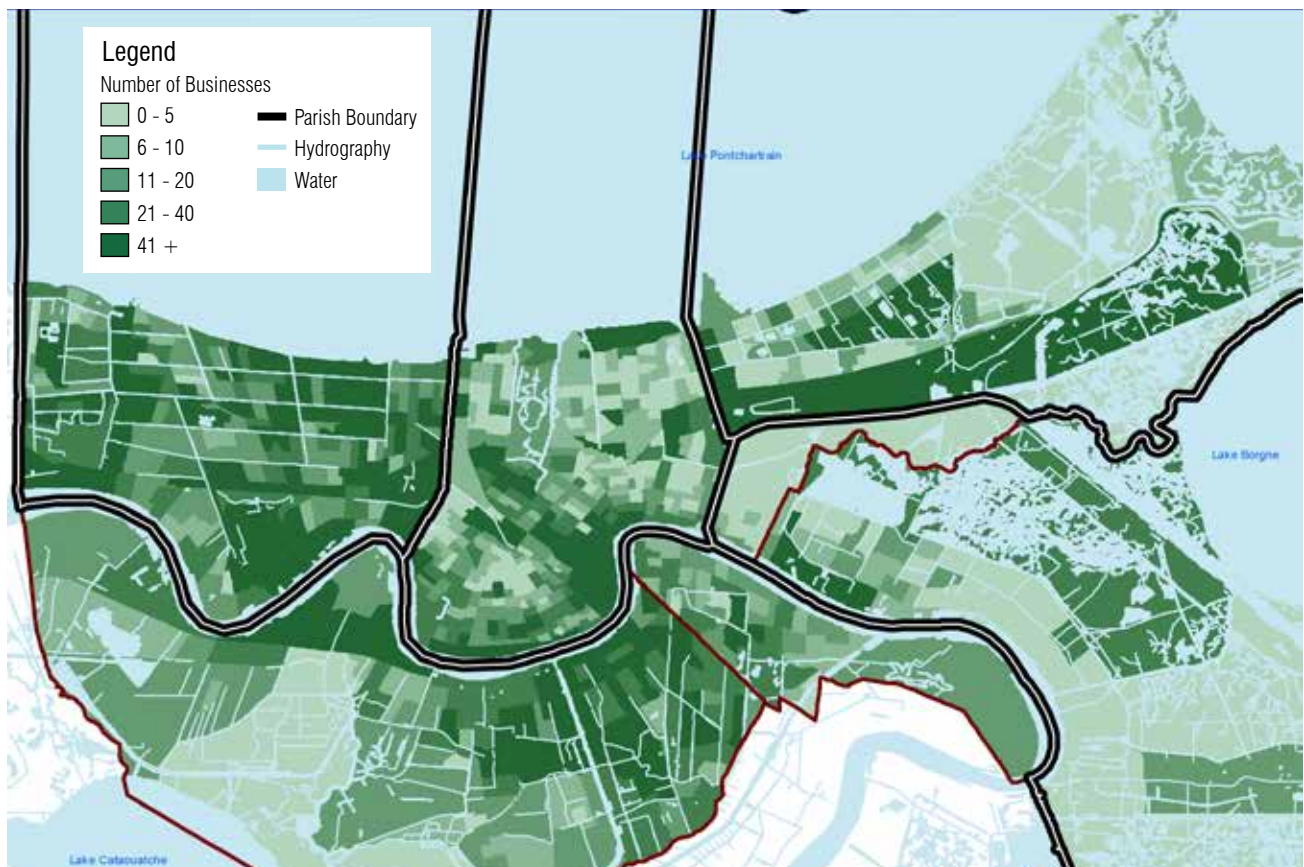 Legend
Number of Businesses
0 - 5
6 - 10
11 - 20
21 - 40
41 +
Parish Boundary
Hydrography
Water
Lake Pontchartrain
Lake Borgne
Lake Cataouatche